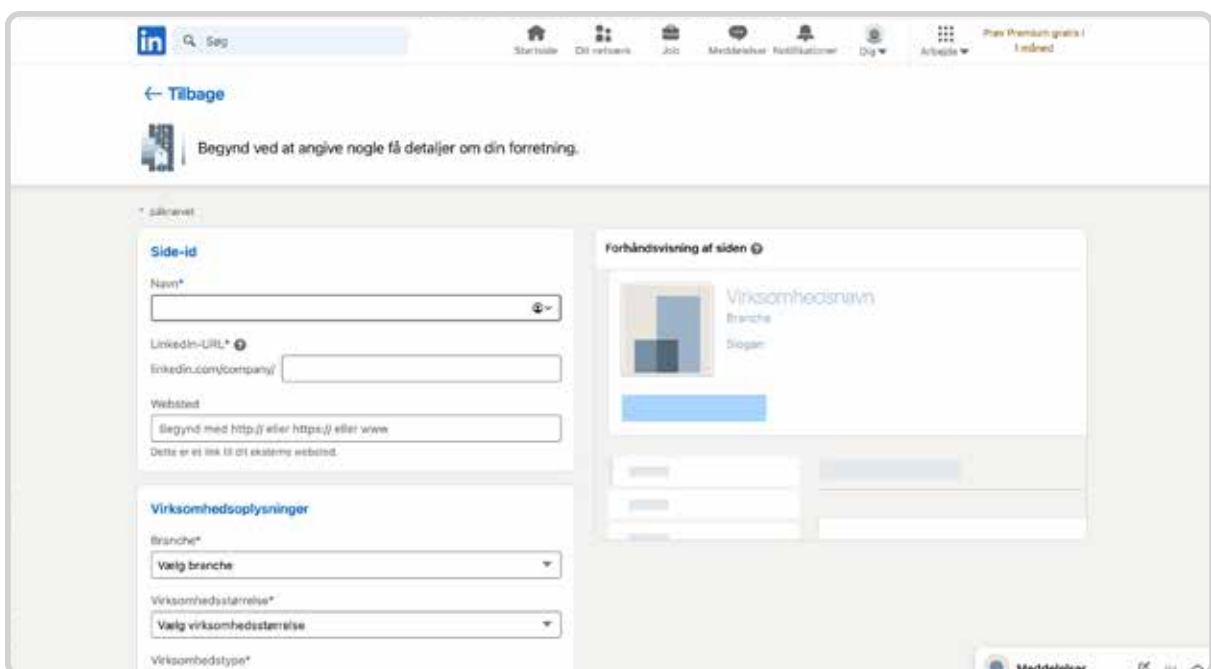 in
Søg
Startside
Dit netværk
Job
Meddelelser
Notifikationer
Dig
Arbejde
Prøv Premium gratis i
1 måned
← Tilbage
Begynd ved at angive nogle få detaljer om din forretning.
* påkrævet
Side-id
Navn*
LinkedIn-URL*
linkedin.com/company/
Websted
Begynd med http:// eller https:// eller www
Dette er et link til dit eksterne websted.
Virksomhedsoplysninger
Branche*
Vælg branche
Virksomhedsstørrelse*
Vælg virksomhedsstørrelse
Virksomhedstype*
Forhåndsvisning af siden
Virksomhedsnavn
Branche
Slogan
Meddelelser